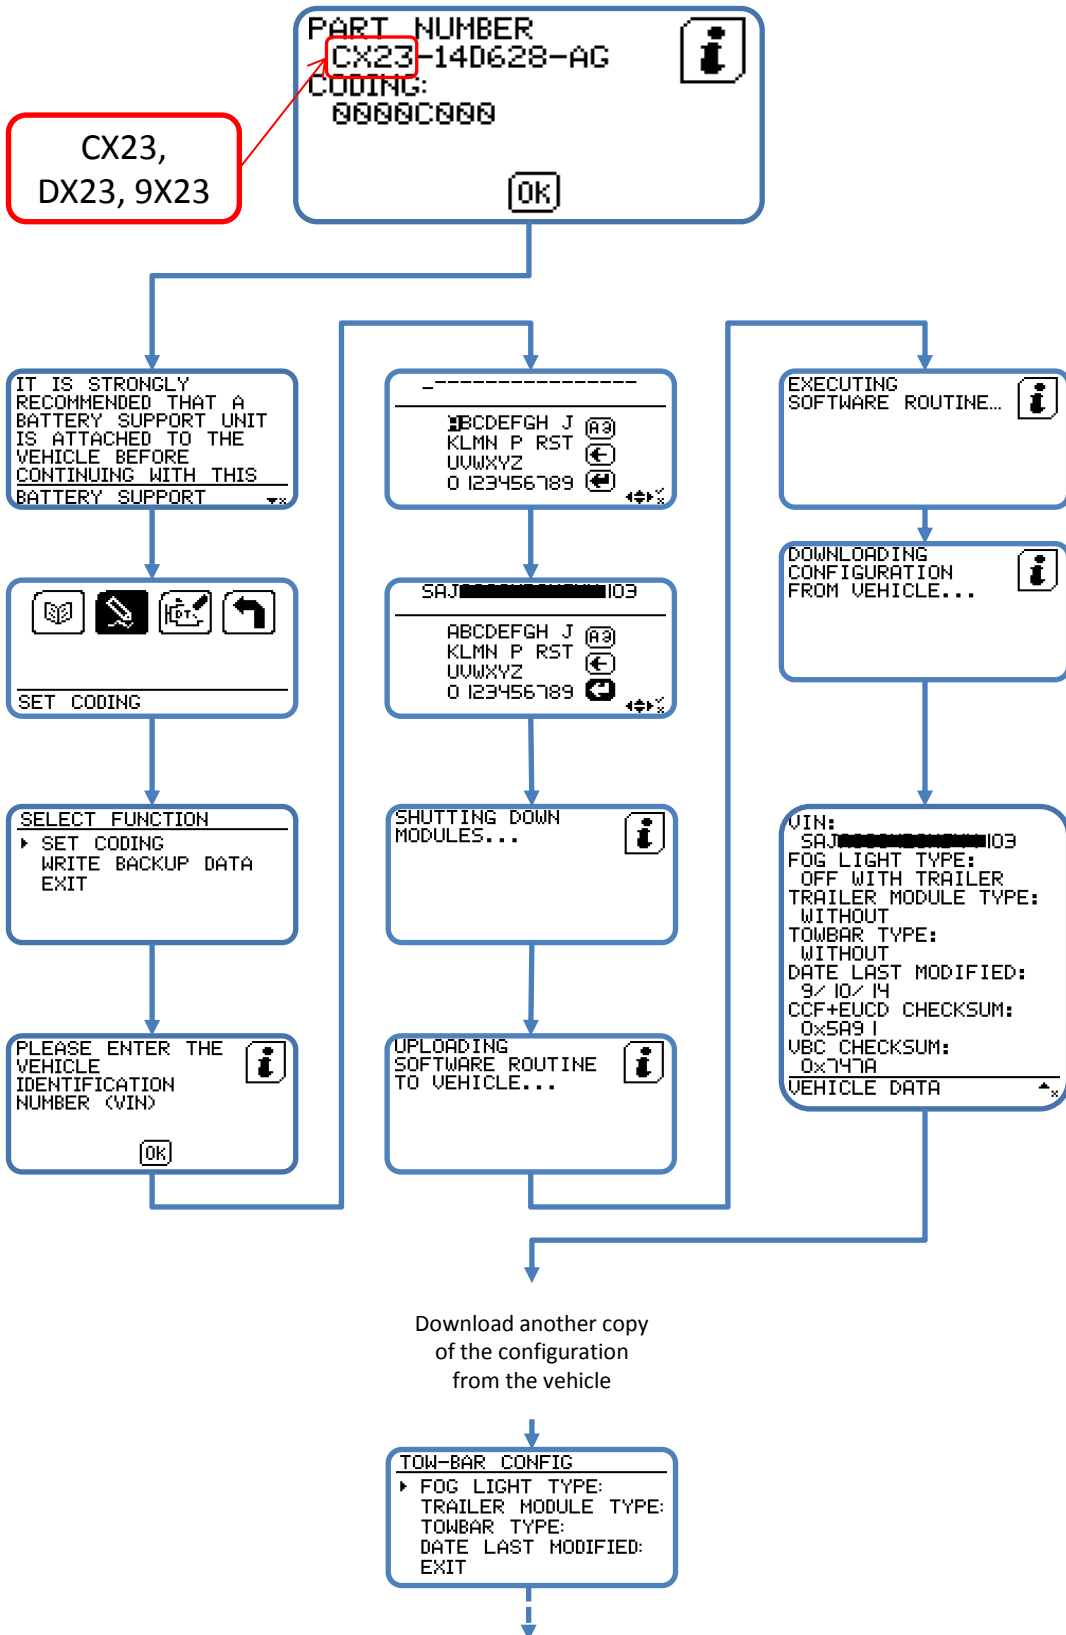 PART NUMBER
CX23-14D628-AG
CODING:
0000C000
OK
CX23,
DX23, 9X23
IT IS STRONGLY
RECOMMENDED THAT A
BATTERY SUPPORT UNIT
IS ATTACHED TO THE
VEHICLE BEFORE
CONTINUING WITH THIS
BATTERY SUPPORT
SET CODING
SELECT FUNCTION
SET CODING
WRITE BACKUP DATA
EXIT
PLEASE ENTER THE
VEHICLE
IDENTIFICATION
NUMBER (VIN)
OK
_----------------
BCDEFGH J
KLMN P RST
UVWXYZ
0 123456789
SAJ 103
ABCDEFGH J
KLMN P RST
UVWXYZ
0 123456789
SHUTTING DOWN
MODULES...
UPLOADING
SOFTWARE ROUTINE
TO VEHICLE...
EXECUTING
SOFTWARE ROUTINE...
DOWNLOADING
CONFIGURATION
FROM VEHICLE...
VIN:
SAJ 103
FOG LIGHT TYPE:
OFF WITH TRAILER
TRAILER MODULE TYPE:
WITHOUT
TOWBAR TYPE:
WITHOUT
DATE LAST MODIFIED:
9/10/14
CCF+EUCD CHECKSUM:
0x5A91
VBC CHECKSUM:
0x747A
VEHICLE DATA
Download another copy
of the configuration
from the vehicle
TOW-BAR CONFIG
FOG LIGHT TYPE:
TRAILER MODULE TYPE:
TOWBAR TYPE:
DATE LAST MODIFIED:
EXIT